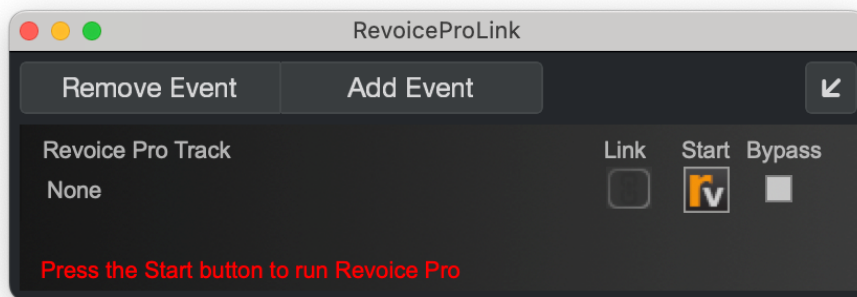 RevoiceProLink
Remove Event Add Event
Revoice Pro Track Link Start Bypass
None rv
Press the Start button to run Revoice Pro